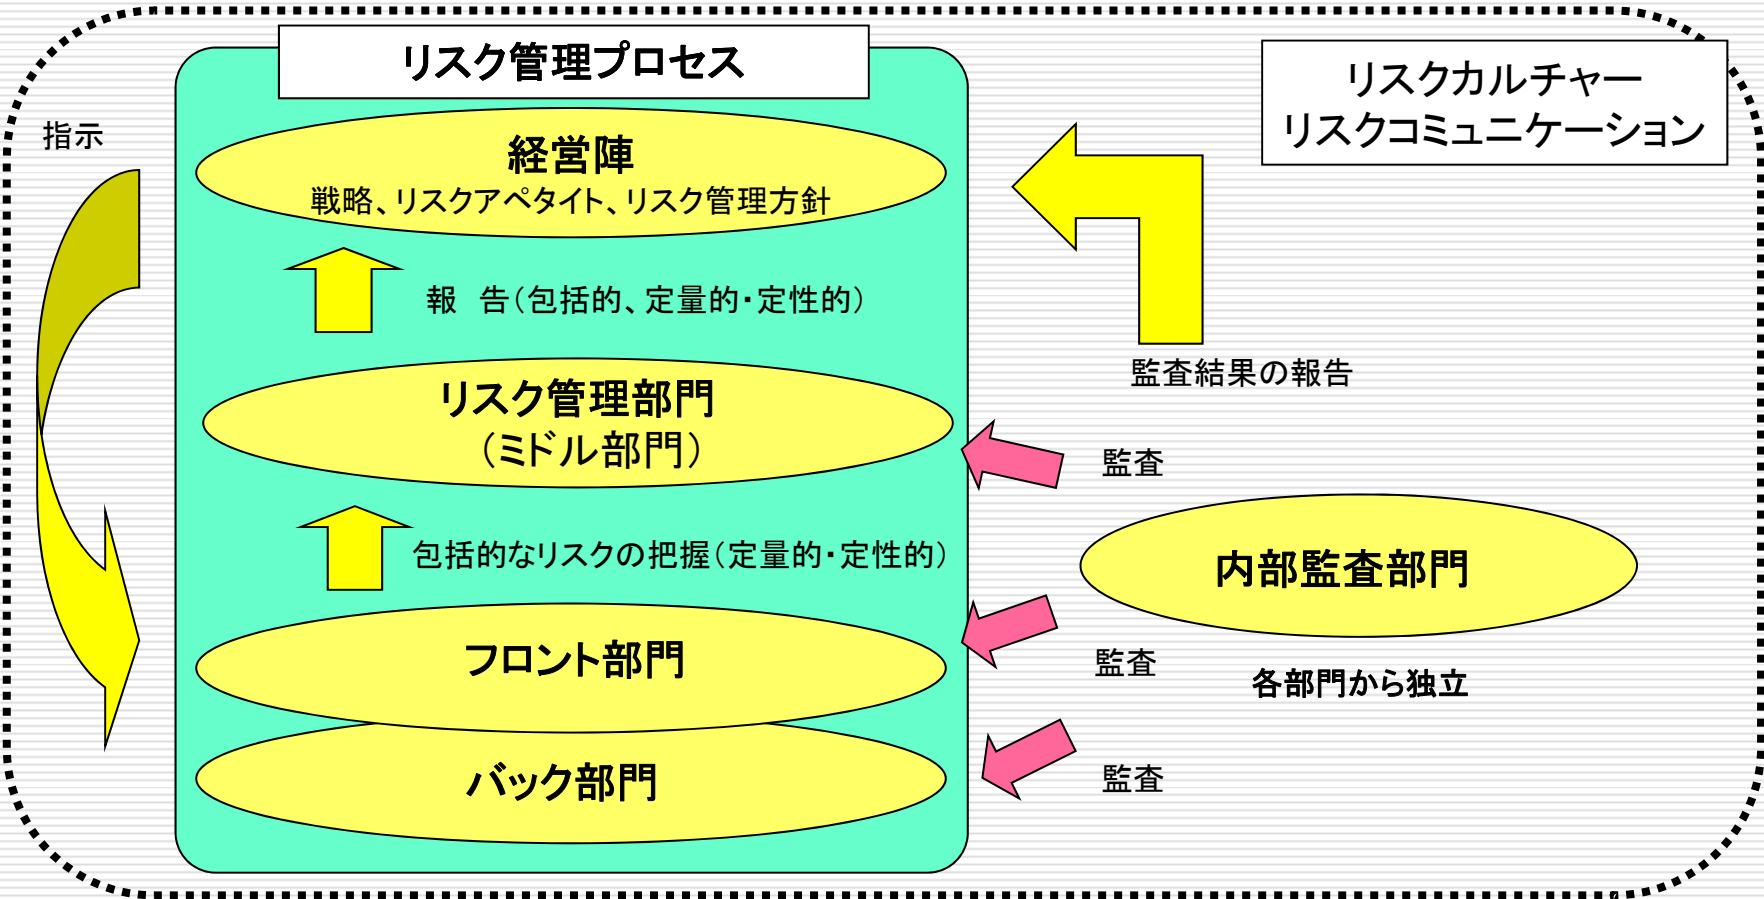 リスク管理プロセス
リスクカルチャー
リスクコミュニケーション
指示
経営陣
戦略、リスクアペタイト、リスク管理方針
報　告（包括的、定量的・定性的）
監査結果の報告
リスク管理部門
（ミドル部門）
監査
包括的なリスクの把握（定量的・定性的）
内部監査部門
フロント部門
監査
各部門から独立
バック部門
監査